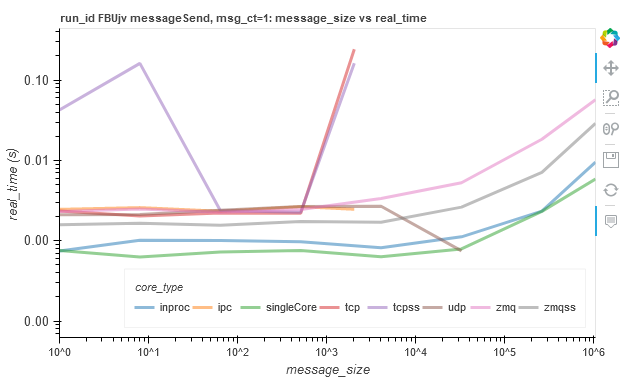 run_id FBUjv messageSend, msg_ct=1: message_size vs real_time
0.10
0.01
0.00
0.00
real_time (s)
core_type
inproc ipc singleCore tcp tcpss udp zmq zmqss
10^0 10^1 10^2 10^3 10^4 10^5 10^6
message_size